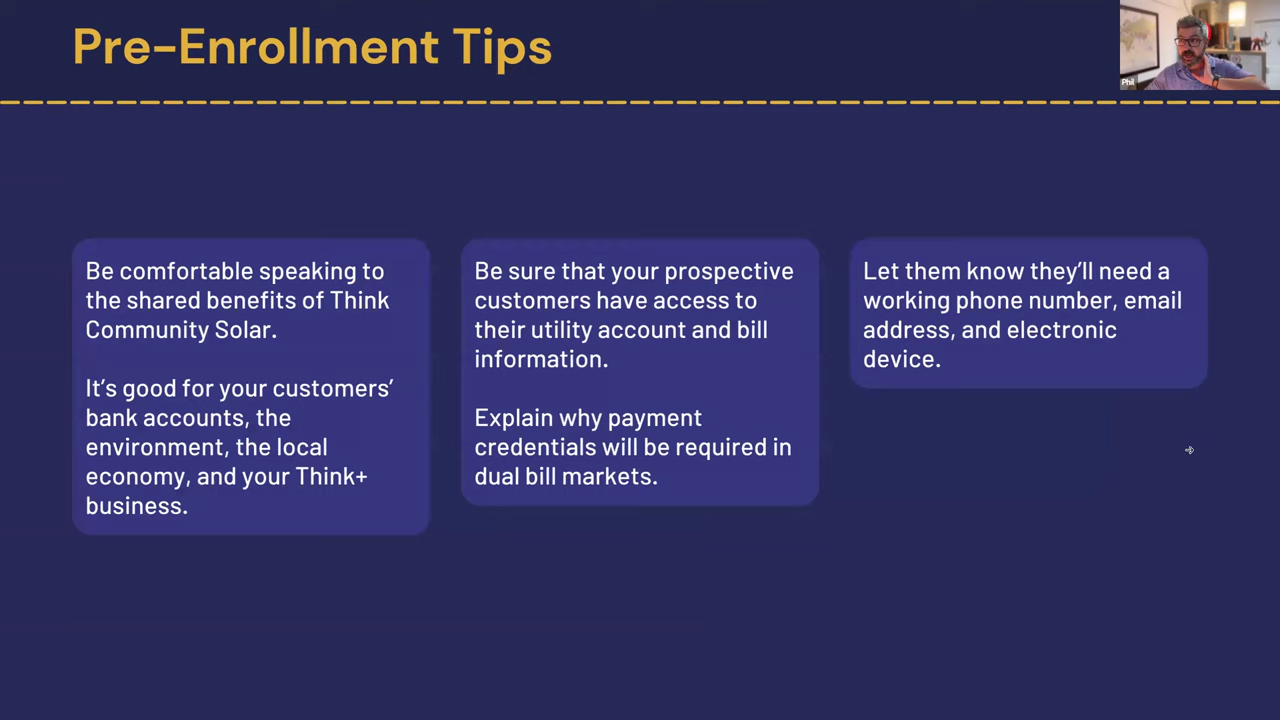 Pre-Enrollment Tips
Phil
Be comfortable speaking to
the shared benefits of Think
Community Solar.
It’s good for your customers’
bank accounts, the
environment, the local
economy, and your Think+
business.
Be sure that your prospective
customers have access to
their utility account and bill
information.
Explain why payment
credentials will be required in
dual bill markets.
Let them know they’ll need a
working phone number, email
address, and electronic
device.